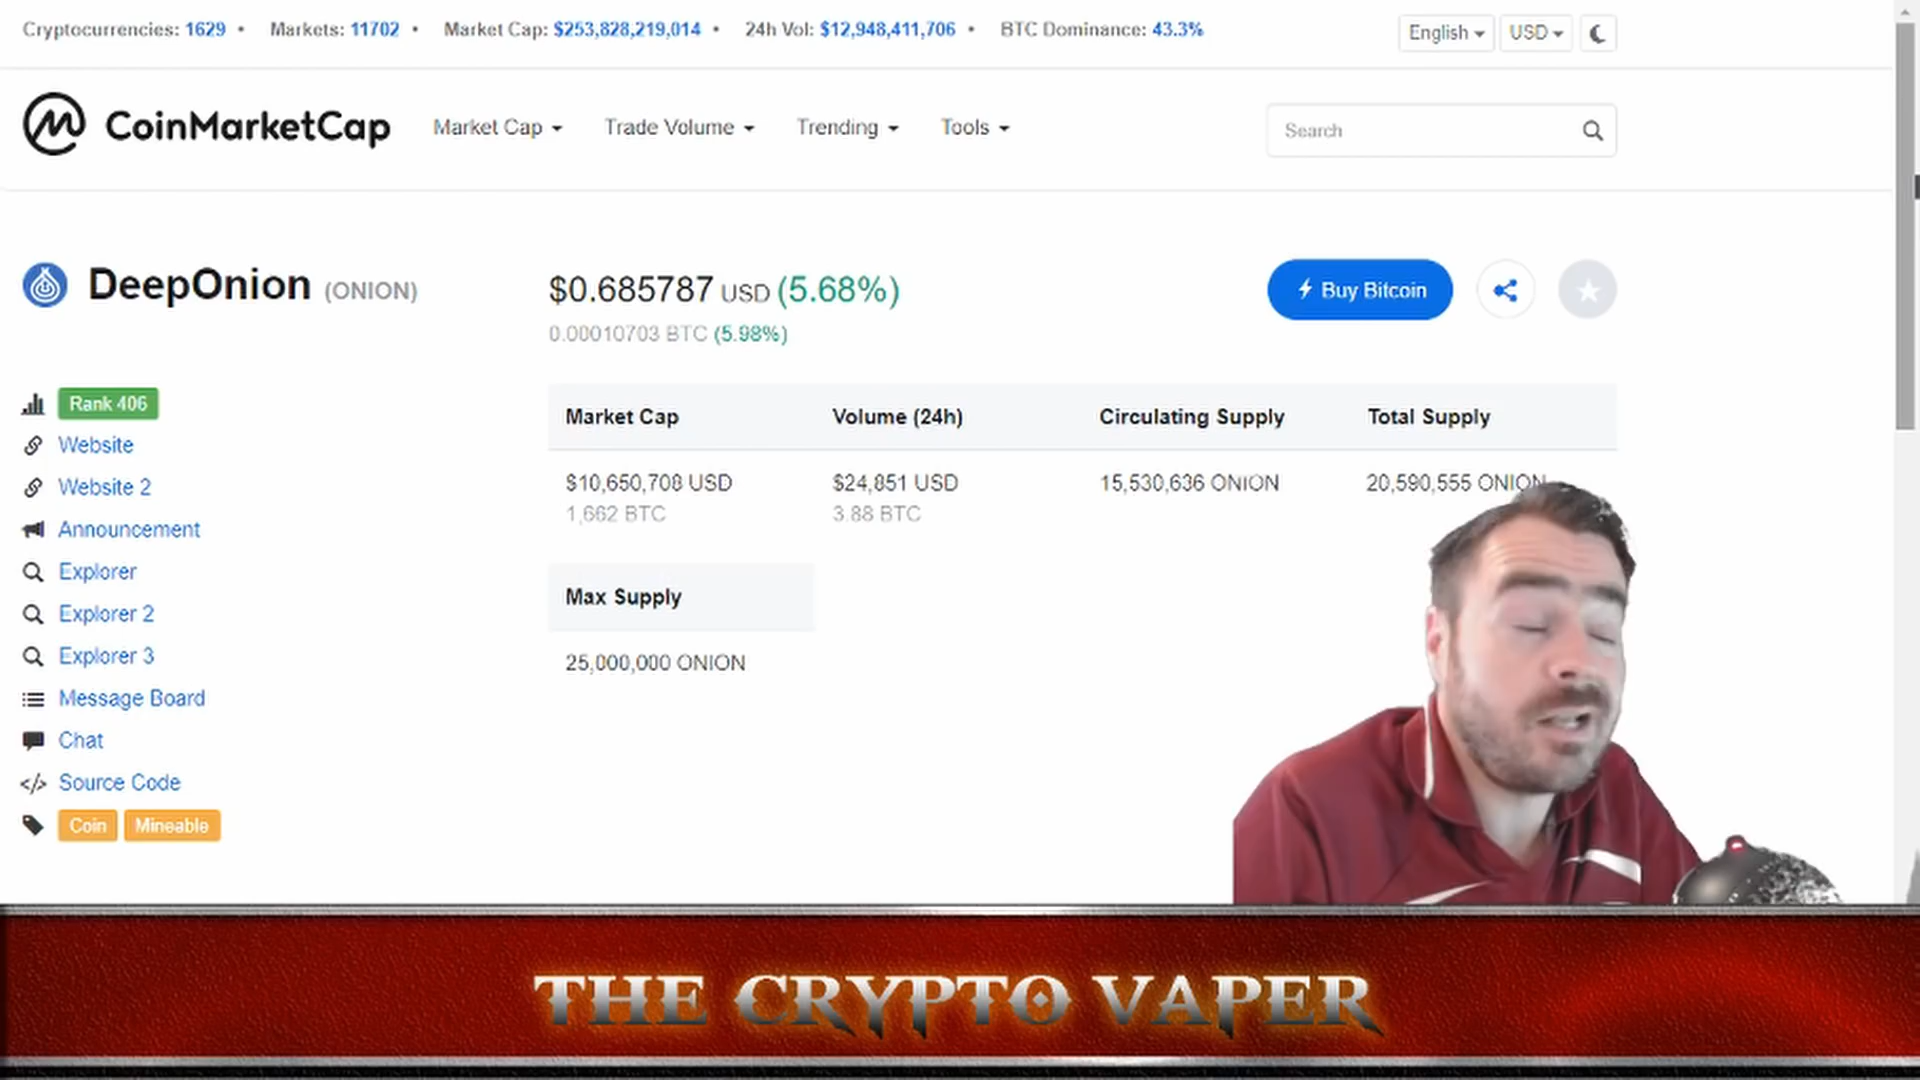 Cryptocurrencies: 1629 • Markets: 11702 • Market Cap: $253,828,219,014 • 24h Vol: $12,948,411,706 • BTC Dominance: 43.3%
English USD
CoinMarketCap Market Cap Trade Volume Trending Tools Search
DeepOnion (ONION) $0.685787 USD (5.68%) Buy Bitcoin
0.00010703 BTC (5.98%)
Rank 406
Website
Website 2
Announcement
Explorer
Explorer 2
Explorer 3
Message Board
Chat
Source Code
Coin Mineable
Market Cap Volume (24h) Circulating Supply Total Supply
$10,650,708 USD $24,851 USD 15,530,636 ONION 20,590,555 ONION
1,662 BTC 3.88 BTC
Max Supply
25,000,000 ONION
THE CRYPTO VAPER